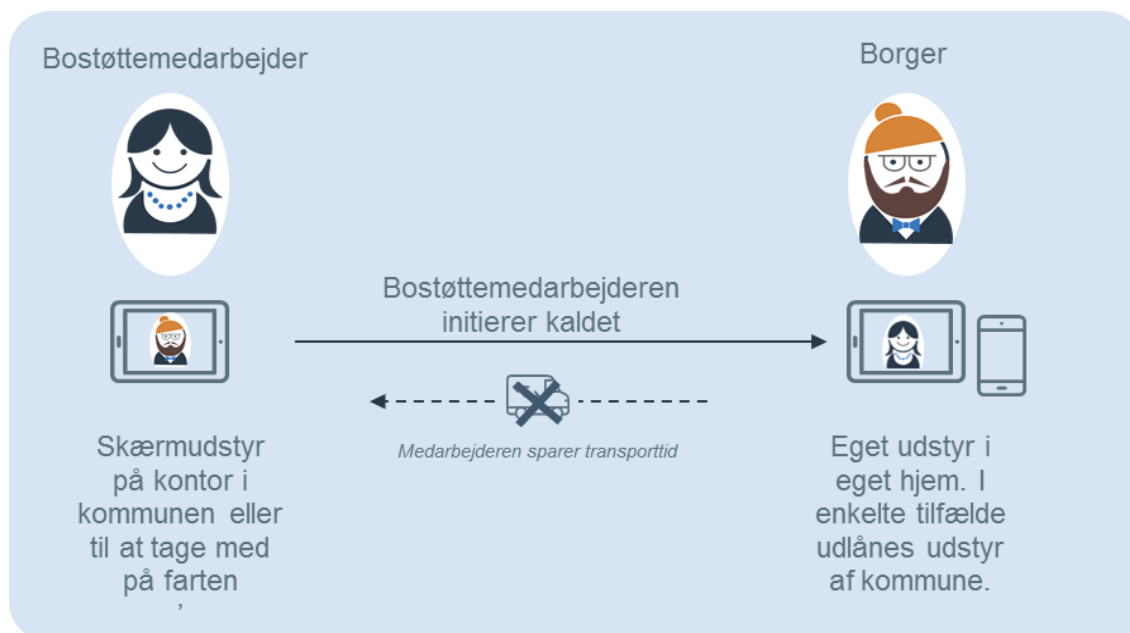 Bostøttemedarbejder
Borger
Bostøttemedarbejderen
initierer kaldet
Medarbejderen sparer transporttid
Skærmudstyr
på kontor i
kommunen eller
til at tage med
på farten
,
Eget udstyr i
eget hjem. I
enkelte tilfælde
udlånes udstyr
af kommune.